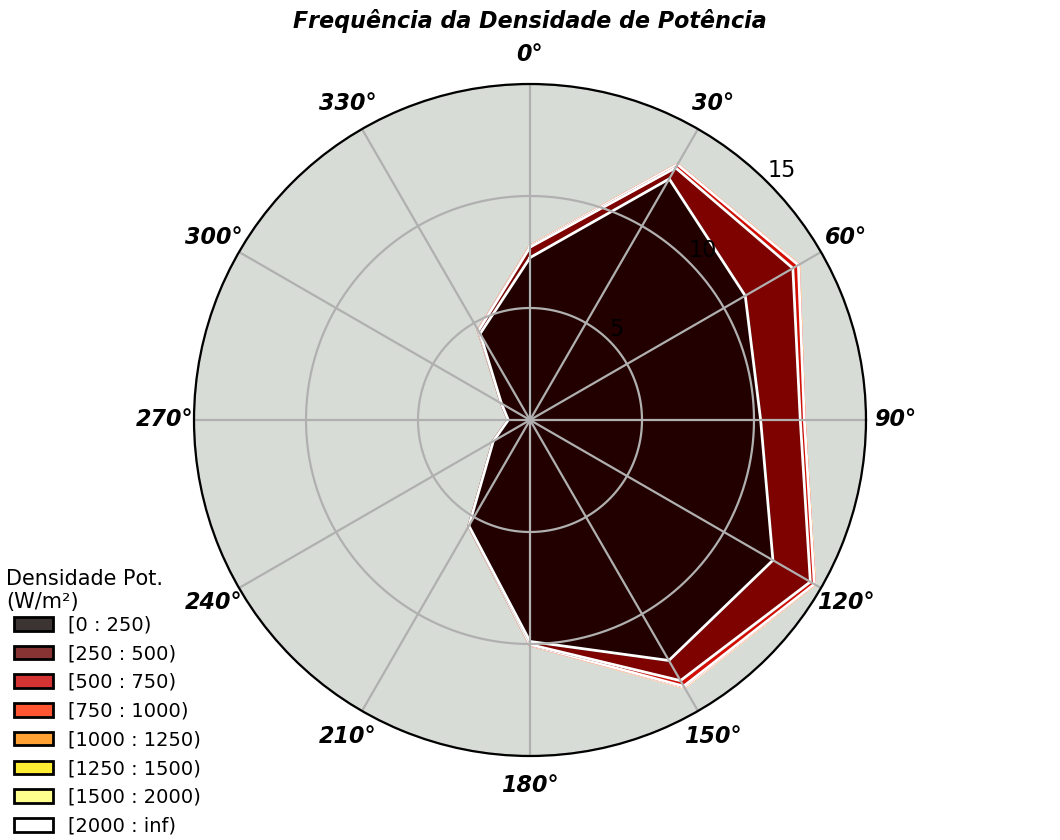 Frequência da Densidade de Potência
0°
330°
30°
15
300°
60°
10
5
270°
90°
240°
120°
210°
150°
180°
Densidade Pot.
(W/m²)
[0 : 250)
[250 : 500)
[500 : 750)
[750 : 1000)
[1000 : 1250)
[1250 : 1500)
[1500 : 2000)
[2000 : inf)